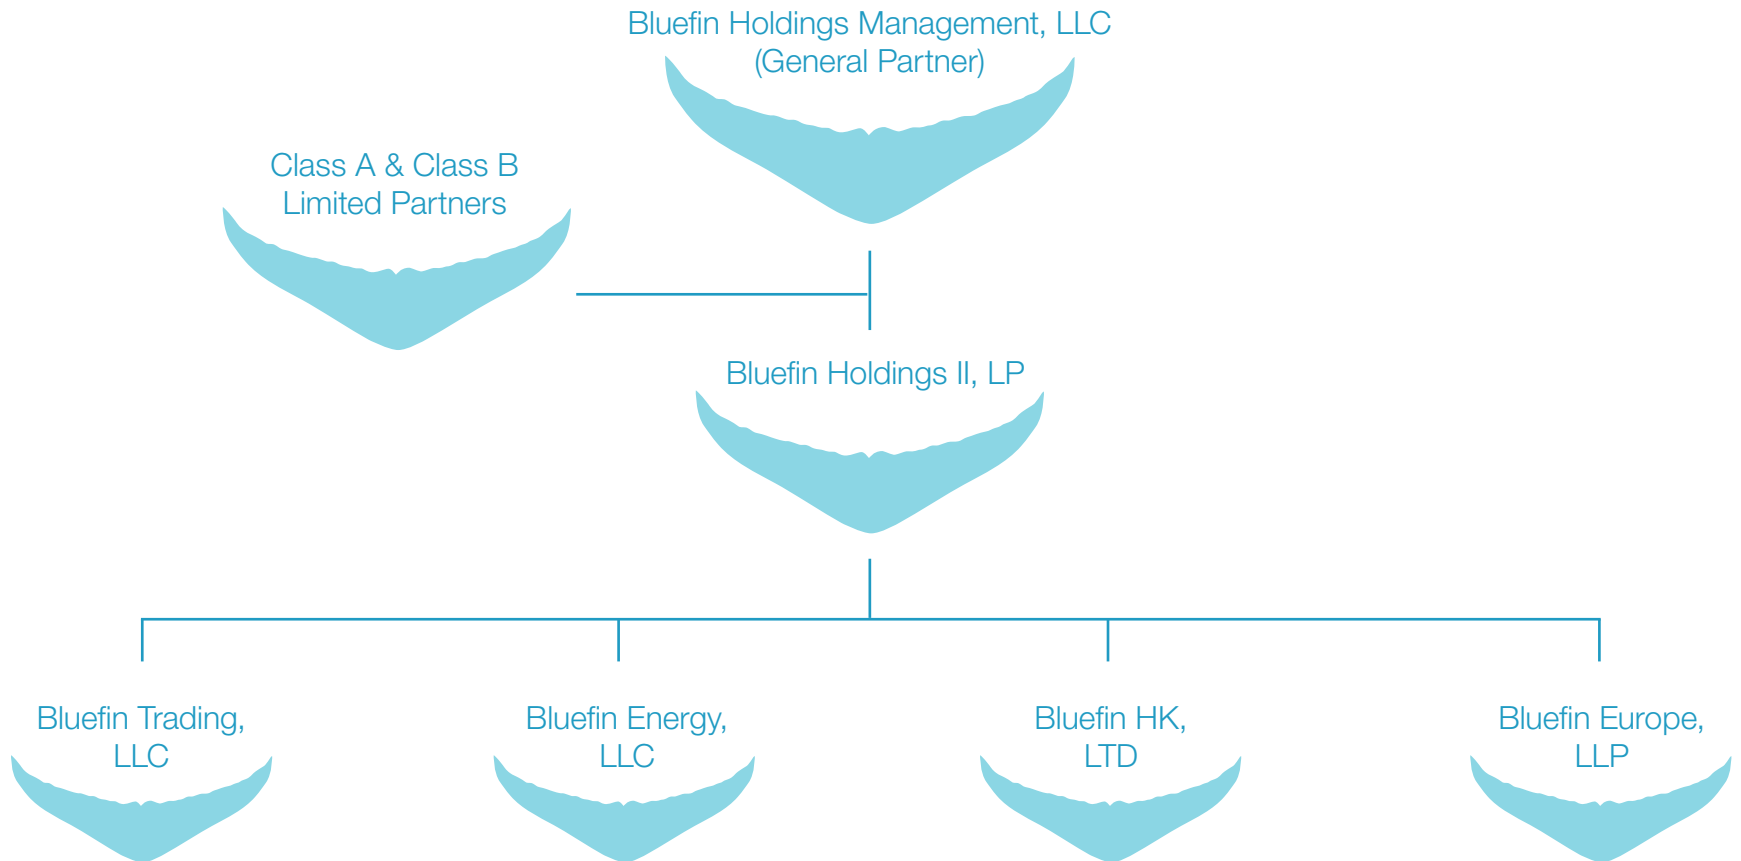 Bluefin Holdings Management, LLC
(General Partner)
Class A & Class B
Limited Partners
Bluefin Holdings II, LP
Bluefin Trading,
LLC
Bluefin Energy,
LLC
Bluefin HK,
LTD
Bluefin Europe,
LLP